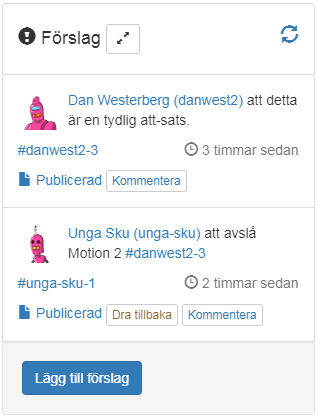 Förslag
Dan Westerberg (danwest2) att detta
är en tydlig att-sats.
#danwest2-3 3 timmar sedan
Publicerad Kommentera
Unga Sku (unga-sku) att avslå
Motion 2 #danwest2-3
#unga-sku-1 2 timmar sedan
Publicerad Dra tillbaka Kommentera
Lägg till förslag